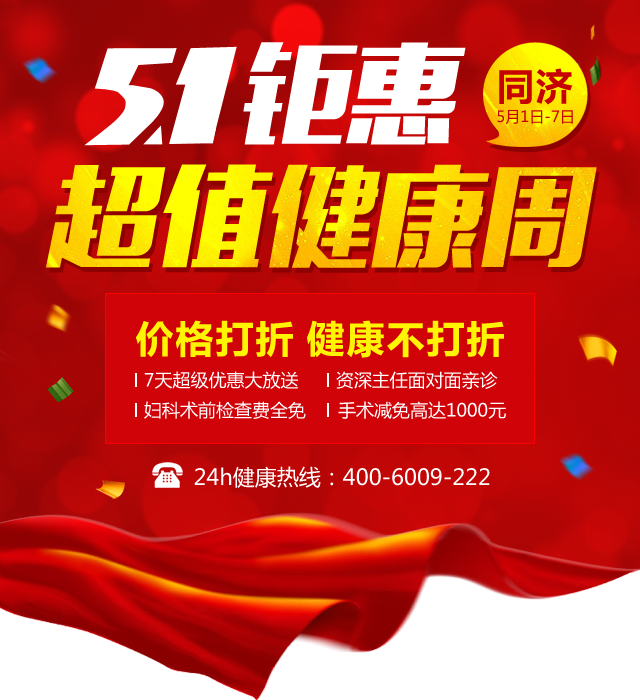 5.1钜惠
同济
5月1日-7日
超值健康周
价格打折 健康不打折
7天超级优惠大放送
资深主任面对面亲诊
妇科术前检查费全免
手术减免高达1000元
24h健康热线：400-6009-222